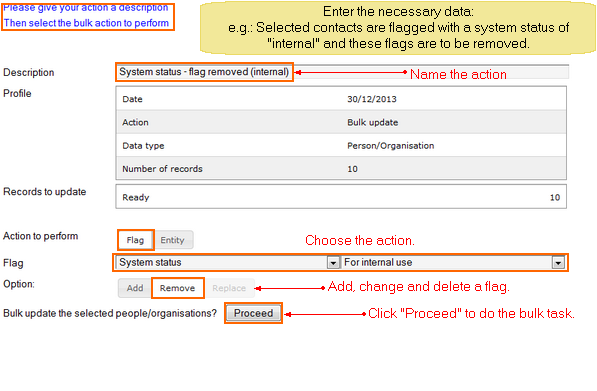 Please give your action a description
Then select the bulk action to perform
Enter the necessary data:
e.g.: Selected contacts are flagged with a system status of
"internal" and these flags are to be removed.
Description
System status - flag removed (internal)
Name the action
Profile
Date 30/12/2013
Action Bulk update
Data type Person/Organisation
Number of records 10
Records to update
Ready 10
Action to perform
Flag Entity
Choose the action.
Flag
System status For internal use
Option:
Add Remove Replace
Add, change and delete a flag.
Bulk update the selected people/organisations? Proceed
Click "Proceed" to do the bulk task.